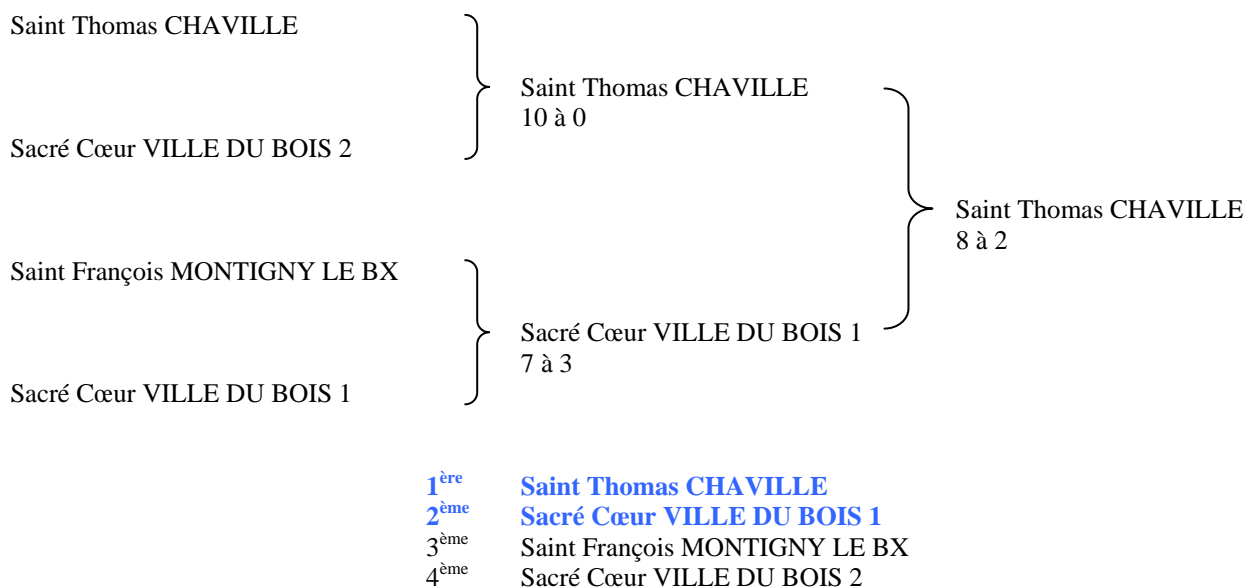 Saint Thomas CHAVILLE
Saint Thomas CHAVILLE
10 à 0
Sacré Cœur VILLE DU BOIS 2
Saint Thomas CHAVILLE
8 à 2
Saint François MONTIGNY LE BX
Sacré Cœur VILLE DU BOIS 1
7 à 3
Sacré Cœur VILLE DU BOIS 1
1ère Saint Thomas CHAVILLE
2ème Sacré Cœur VILLE DU BOIS 1
3ème Saint François MONTIGNY LE BX
4ème Sacré Cœur VILLE DU BOIS 2